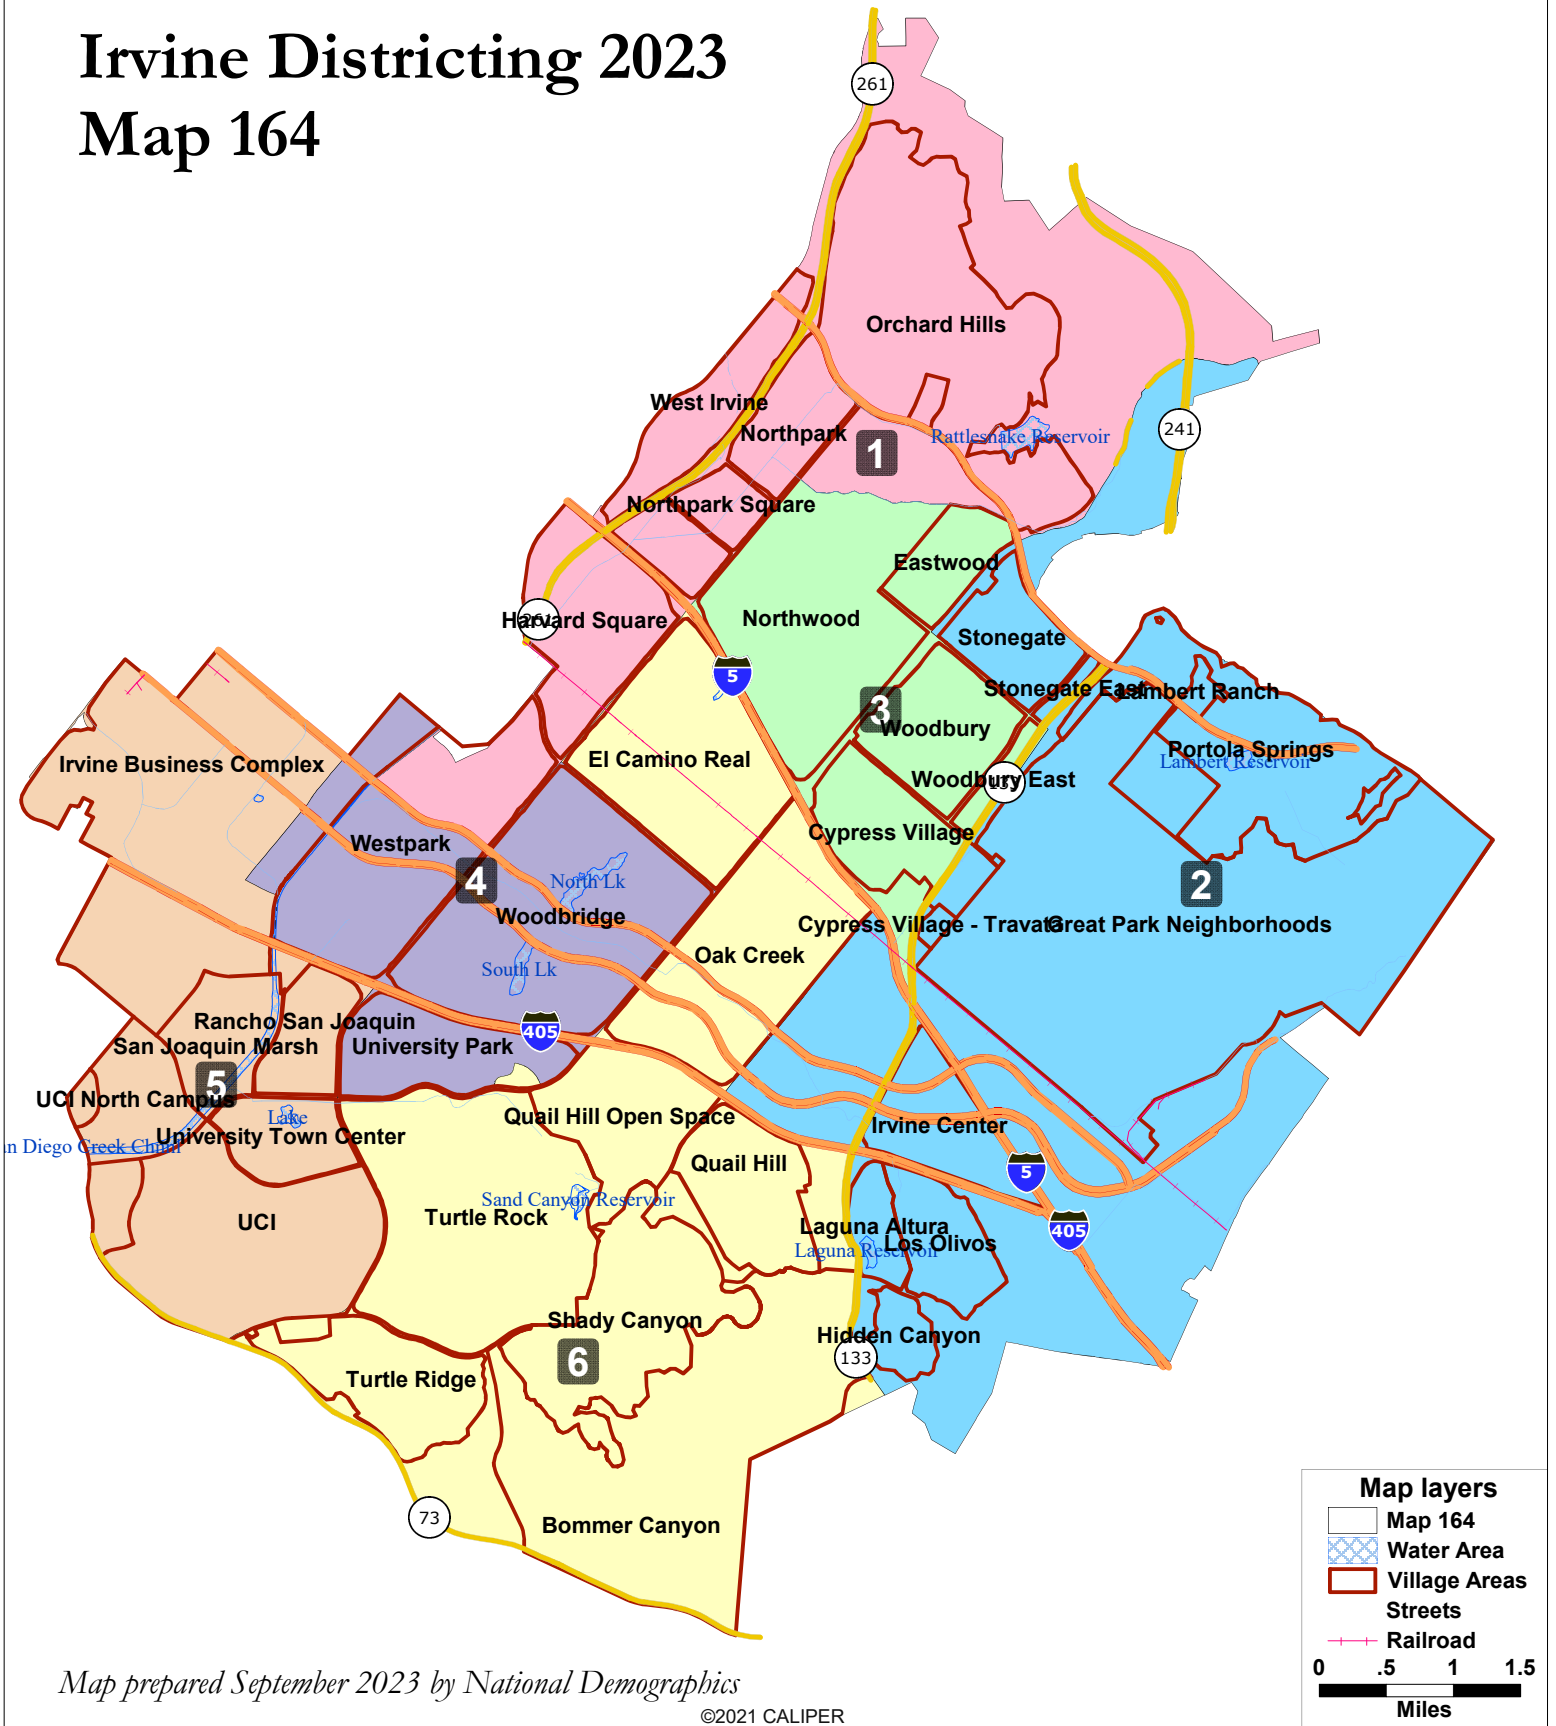 Irvine Districting 2023
Map 164
261
Orchard Hills
West Irvine
Northpark
1
Rattlesnake Reservoir
241
Northpark Square
Eastwood
261
Harvard Square
Northwood
Stonegate
5
Stonegate East
Lambert Ranch
3
Woodbury
Portola Springs
Lambert Reservoir
El Camino Real
Irvine Business Complex
Woodbury East
133
Cypress Village
Westpark
4
North Lk
2
Woodbridge
Cypress Village - Travata
Great Park Neighborhoods
Oak Creek
South Lk
Rancho San Joaquin
405
San Joaquin Marsh
University Park
5
UCI North Campus
Lake
Quail Hill Open Space
Irvine Center
University Town Center
an Diego Creek Chnnl
Quail Hill
5
Sand Canyon Reservoir
Turtle Rock
UCI
Laguna Altura
405
Los Olivos
Laguna Reservoir
Shady Canyon
Hidden Canyon
6
133
Turtle Ridge
73
Bommer Canyon
Map layers
Map 164
Water Area
Village Areas
Streets
Railroad
0 .5 1 1.5
Miles
Map prepared September 2023 by National Demographics
©2021 CALIPER